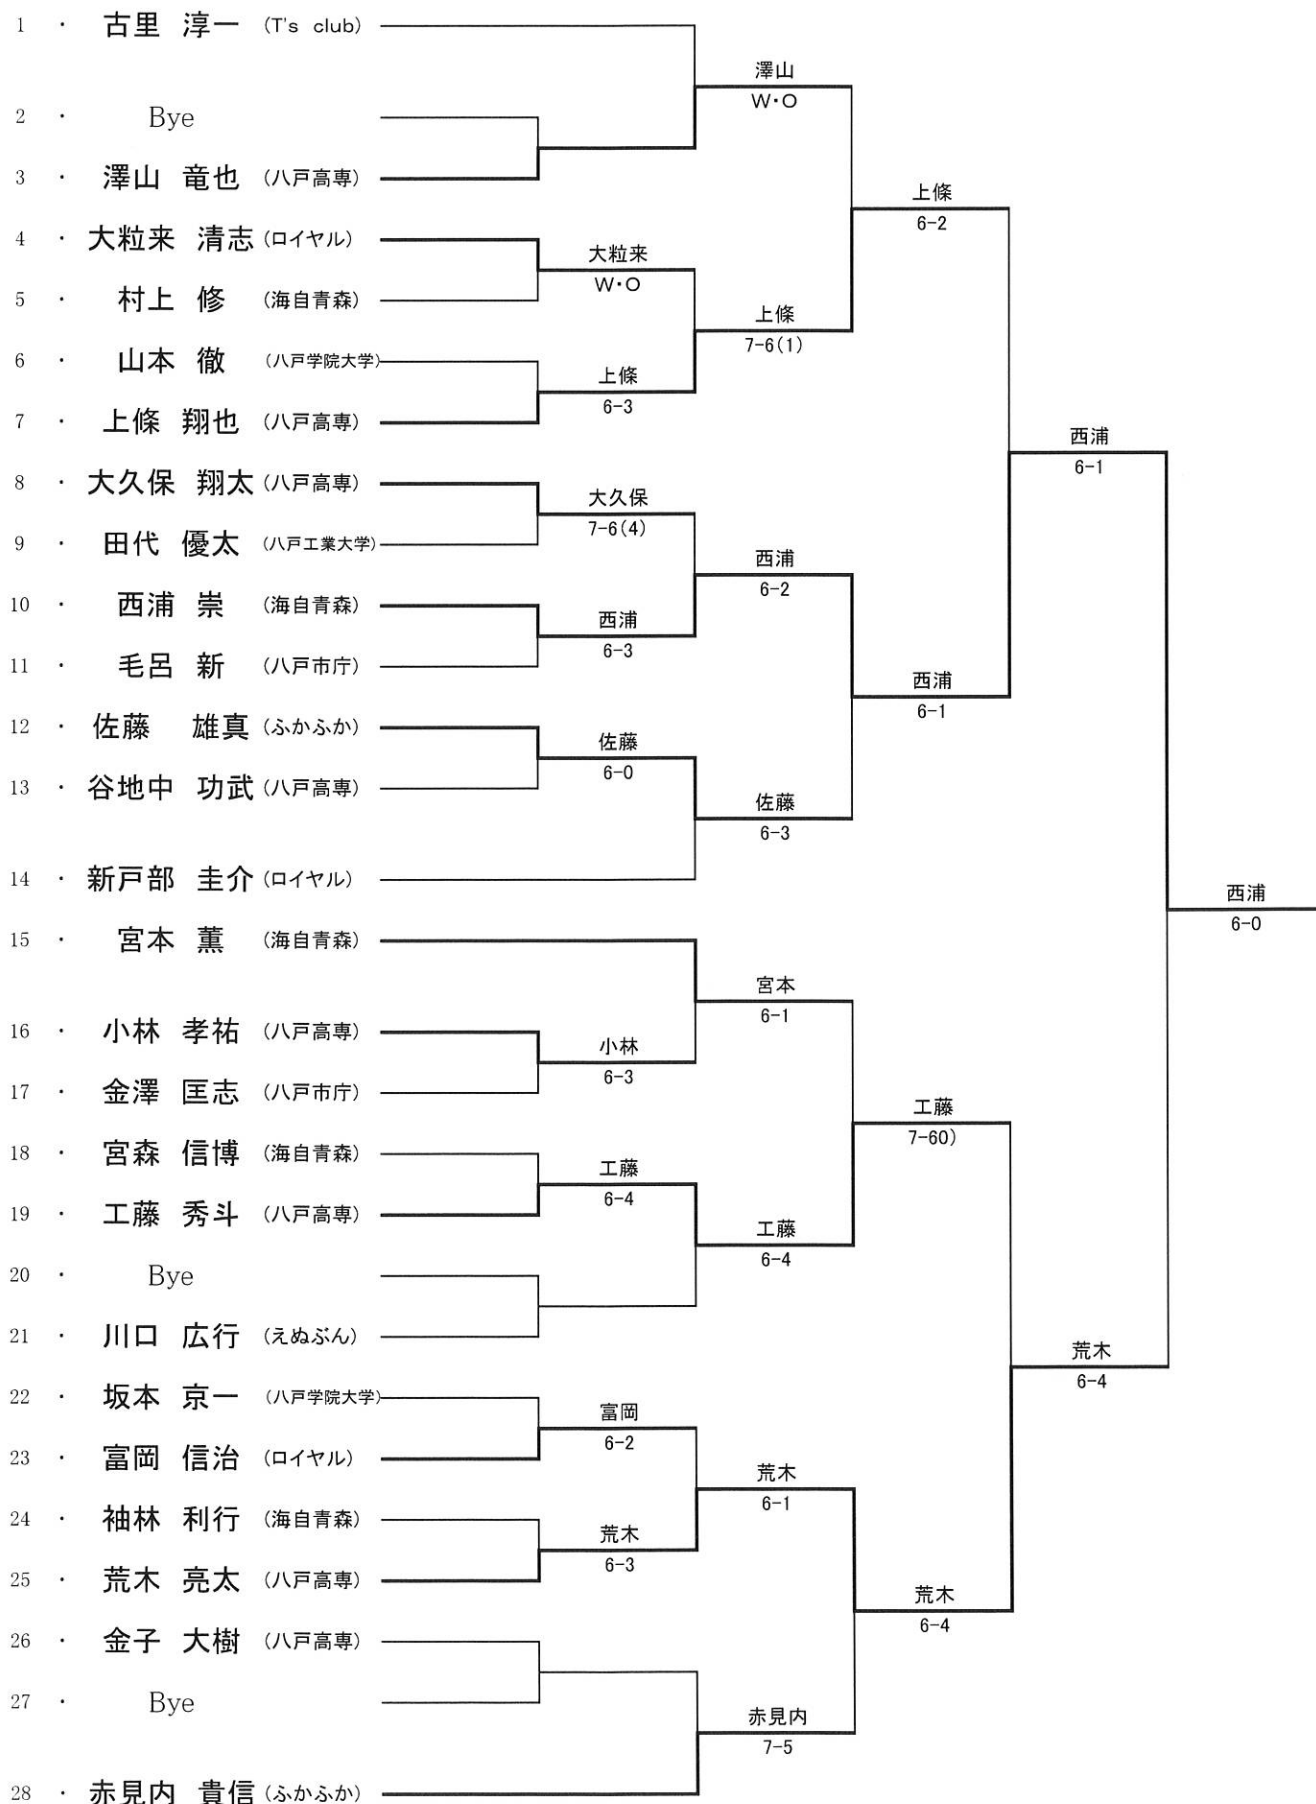 1 ・ 古里 淳一 (T's club)
澤山
W・O
2 ・ Bye
3 ・ 澤山 竜也 (八戸高専)
上條
6-2
4 ・ 大粒来 清志 (ロイヤル)
大粒来
W・O
5 ・ 村上 修 (海自青森)
上條
7-6(1)
6 ・ 山本 徹 (八戸学院大学)
上條
6-3
7 ・ 上條 翔也 (八戸高専)
西浦
6-1
8 ・ 大久保 翔太 (八戸高専)
大久保
7-6(4)
9 ・ 田代 優太 (八戸工業大学)
西浦
6-2
10 ・ 西浦 崇 (海自青森)
西浦
6-3
11 ・ 毛呂 新 (八戸市庁)
西浦
6-1
12 ・ 佐藤 雄真 (ふかふか)
佐藤
6-0
13 ・ 谷地中 功武 (八戸高専)
佐藤
6-3
14 ・ 新戸部 圭介 (ロイヤル)
西浦
6-0
15 ・ 宮本 薫 (海自青森)
宮本
6-1
16 ・ 小林 孝祐 (八戸高専)
小林
6-3
17 ・ 金澤 匡志 (八戸市庁)
工藤
7-60)
18 ・ 宮森 信博 (海自青森)
工藤
6-4
19 ・ 工藤 秀斗 (八戸高専)
工藤
6-4
20 ・ Bye
21 ・ 川口 広行 (えぬぶん)
荒木
6-4
22 ・ 坂本 京一 (八戸学院大学)
富岡
6-2
23 ・ 富岡 信治 (ロイヤル)
荒木
6-1
24 ・ 袖林 利行 (海自青森)
荒木
6-3
25 ・ 荒木 亮太 (八戸高専)
荒木
6-4
26 ・ 金子 大樹 (八戸高専)
27 ・ Bye
赤見内
7-5
28 ・ 赤見内 貴信 (ふかふか)